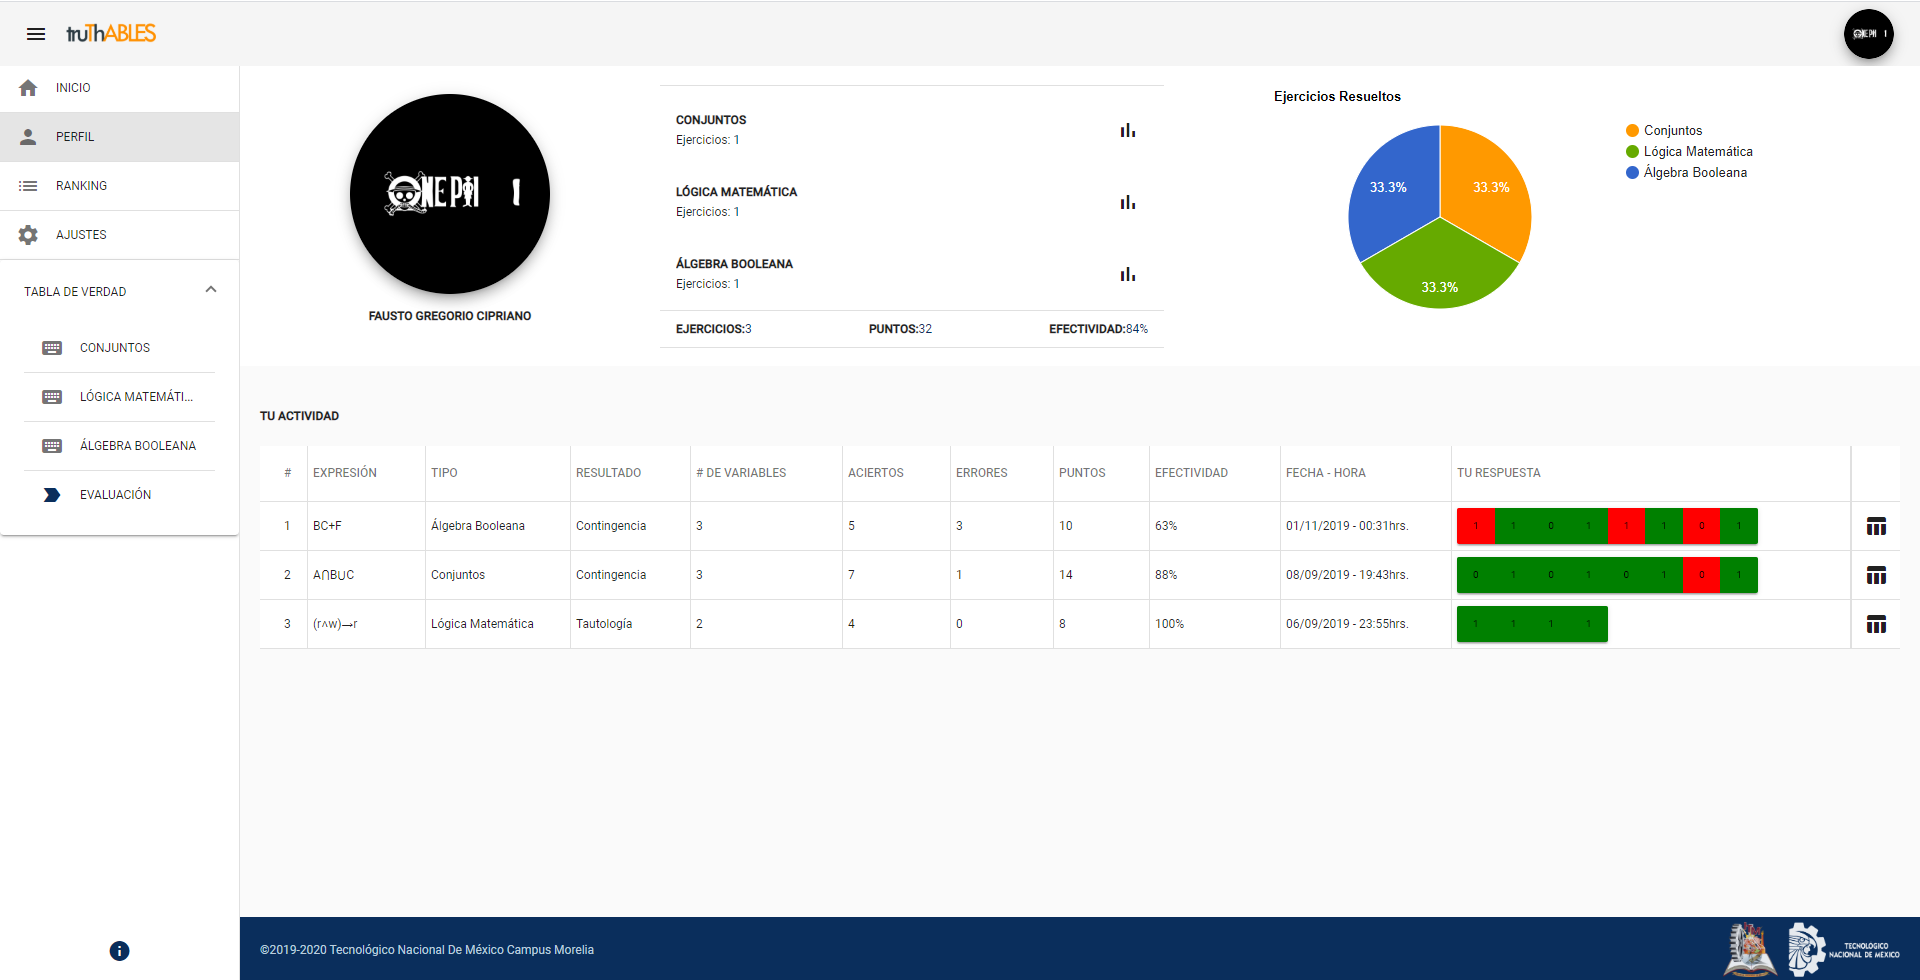 truThABLES
ONE PII I
INICIO
PERFIL
RANKING
AJUSTES
TABLA DE VERDAD
CONJUNTOS
LÓGICA MATEMÁTI...
ÁLGEBRA BOOLEANA
EVALUACIÓN
ONE PII I
FAUSTO GREGORIO CIPRIANO
CONJUNTOS
Ejercicios: 1
LÓGICA MATEMÁTICA
Ejercicios: 1
ÁLGEBRA BOOLEANA
Ejercicios: 1
EJERCICIOS:3 PUNTOS:32 EFECTIVIDAD:84%
Ejercicios Resueltos
33.3% 33.3%
33.3%
Conjuntos
Lógica Matemática
Álgebra Booleana
TU ACTIVIDAD
# EXPRESIÓN TIPO RESULTADO # DE VARIABLES ACIERTOS ERRORES PUNTOS EFECTIVIDAD FECHA - HORA TU RESPUESTA
1 BC+F Álgebra Booleana Contingencia 3 5 3 10 63% 01/11/2019 - 00:31hrs. 1 1 0 1 1 1 0 1
2 A⋂B⋃C Conjuntos Contingencia 3 7 1 14 88% 08/09/2019 - 19:43hrs. 0 1 0 1 0 1 0 1
3 (r∧w)→r Lógica Matemática Tautología 2 4 0 8 100% 06/09/2019 - 23:55hrs. 1 1 1 1
©2019-2020 Tecnológico Nacional De México Campus Morelia
TECNOLÓGICO
NACIONAL DE MÉXICO